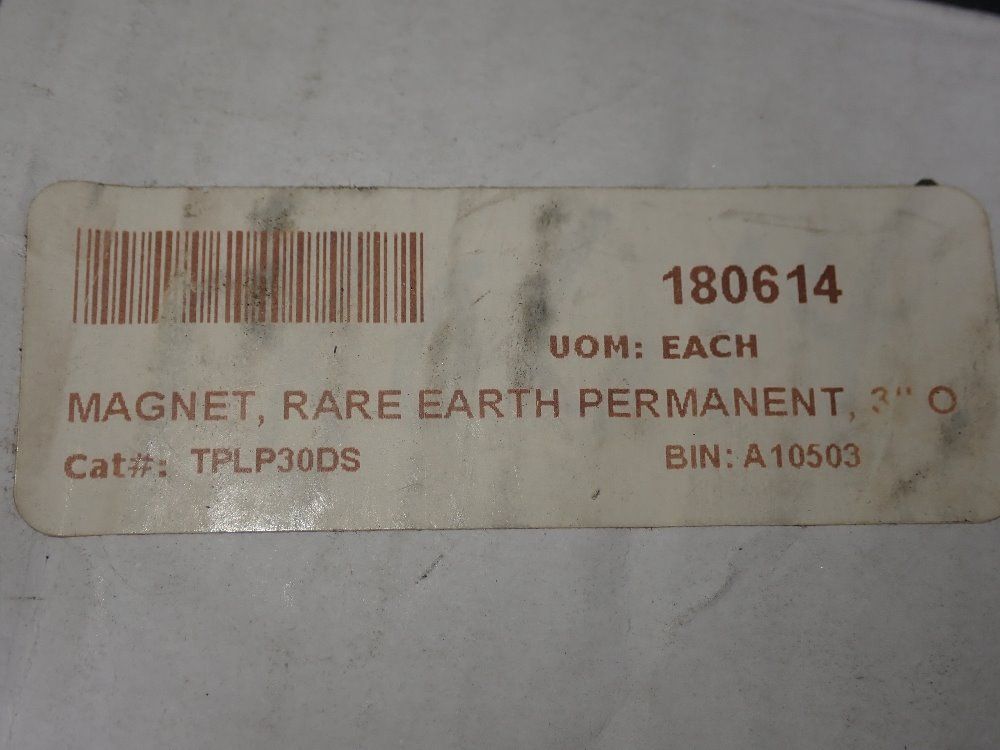 180614
UOM: EACH
MAGNET, RARE EARTH PERMANENT, 3" O
Cat#: TPLP30DS BIN: A10503